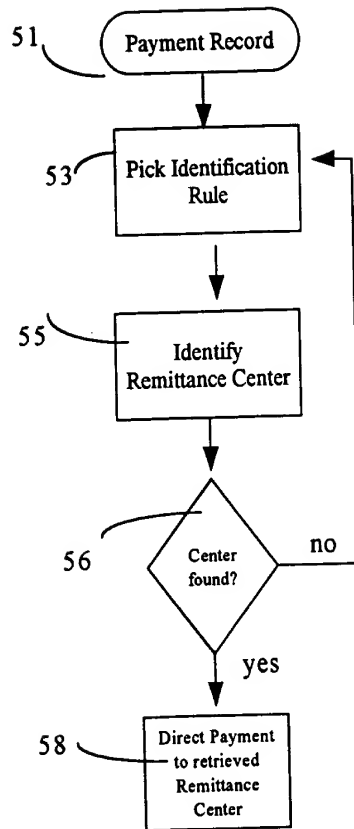 51
Payment Record
53
Pick Identification
Rule
55
Identify
Remittance Center
56
Center
found?
no
yes
58
Direct Payment
to retrieved
Remittance
Center